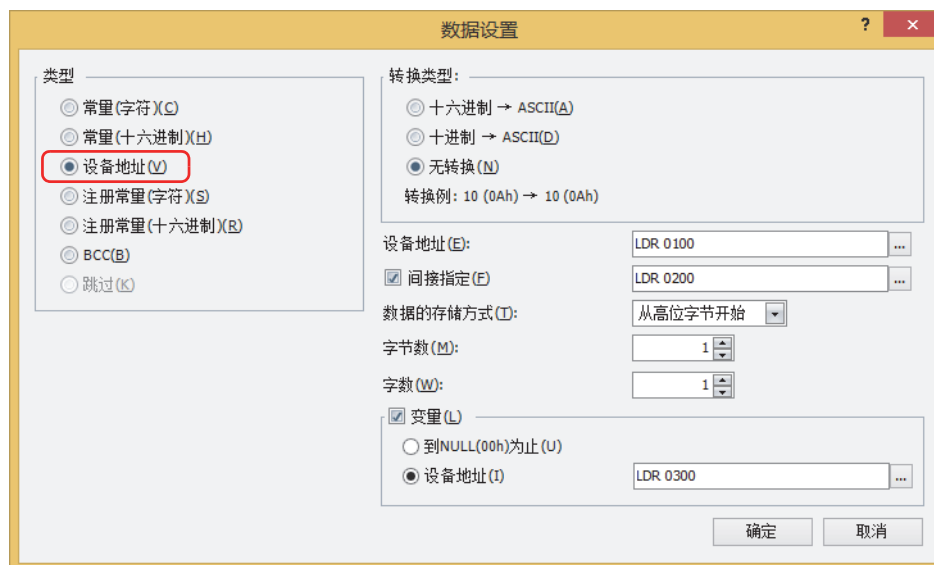 数据设置
?
×
类型
常量(字符)(C)
常量(十六进制)(H)
设备地址(V)
注册常量(字符)(S)
注册常量(十六进制)(R)
BCC(B)
跳过(K)
转换类型:
十六进制 → ASCII(A)
十进制 → ASCII(D)
无转换(N)
转换例: 10 (0Ah) → 10 (0Ah)
设备地址(E): LDR 0100 ...
间接指定(F) LDR 0200 ...
数据的存储方式(T): 从高位字节开始
字节数(M): 1
字数(W): 1
变量(L)
到NULL(00h)为止(U)
设备地址(I) LDR 0300 ...
确定 取消